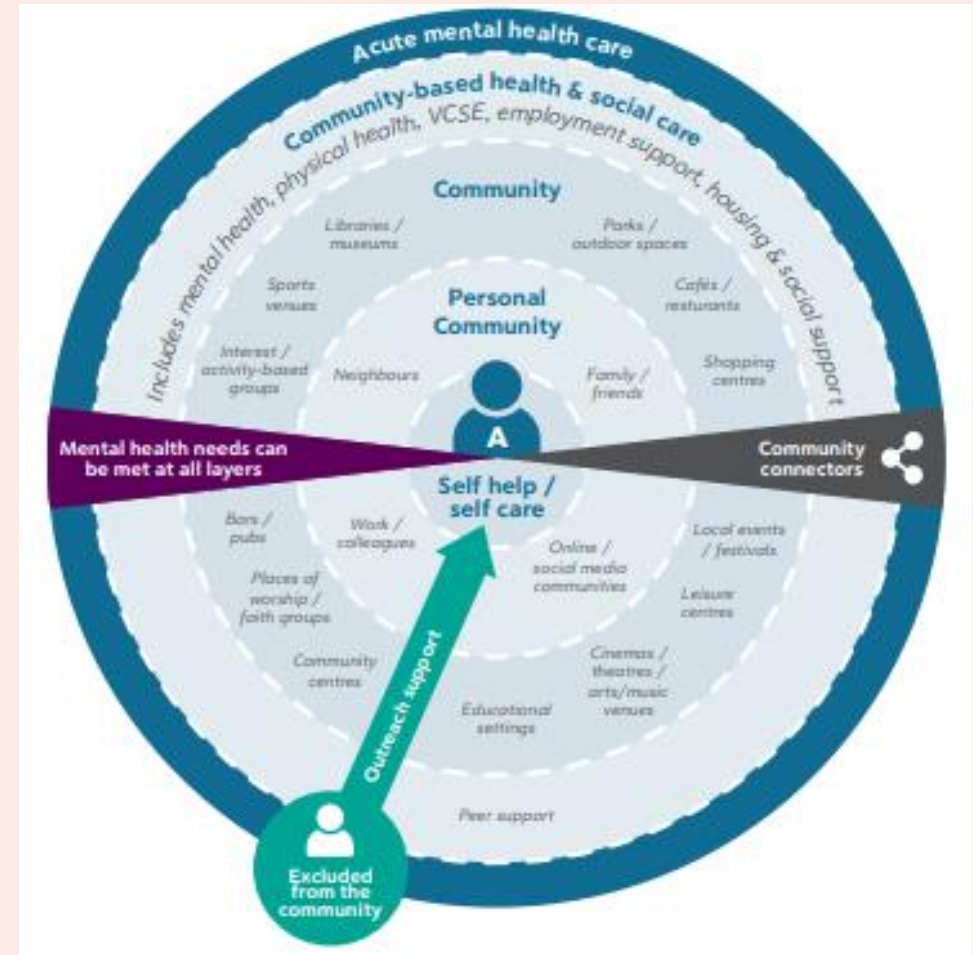 Acute mental health care
Community-based health & social care
Includes mental health, physical health, VCSE, employment support, housing & social support
Community
Libraries /
museums
Parks /
outdoor spaces
Sports
venues
Cafés /
resturants
Personal
Community
Interest /
activity-based
groups
Neighbours
Family /
friends
Shopping
centres
A
Mental health needs can
be met at all layers
Community
connectors
Self help /
self care
Bars /
pubs
Work /
colleagues
Online /
social media
communities
Local events
/ festivals
Places of
worship /
faith groups
Leisure
centres
Community
centres
Cinemas /
theatres /
arts/music
venues
Educational
settings
Outreach support
Peer support
Excluded
from the
community